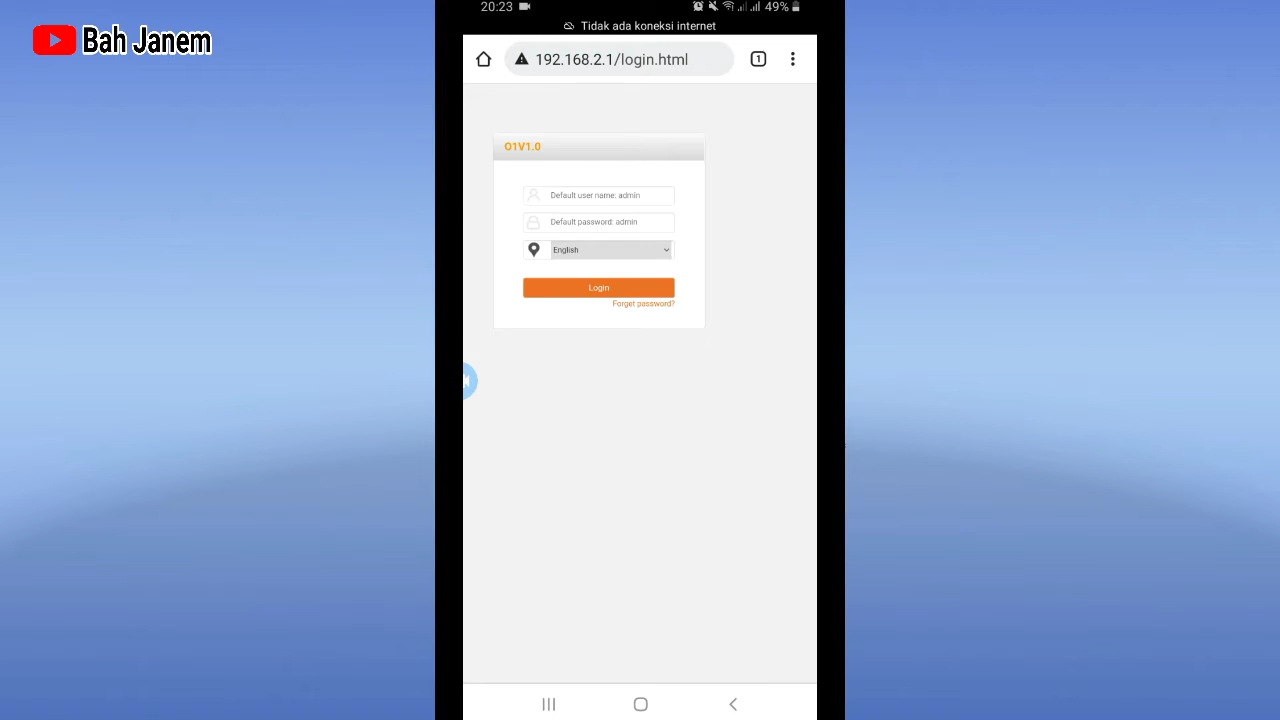 Bah Janem
20:23 49%
Tidak ada koneksi internet
192.168.2.1/login.html 1
O1V1.0
Default user name: admin
Default password: admin
English
Login
Forget password?